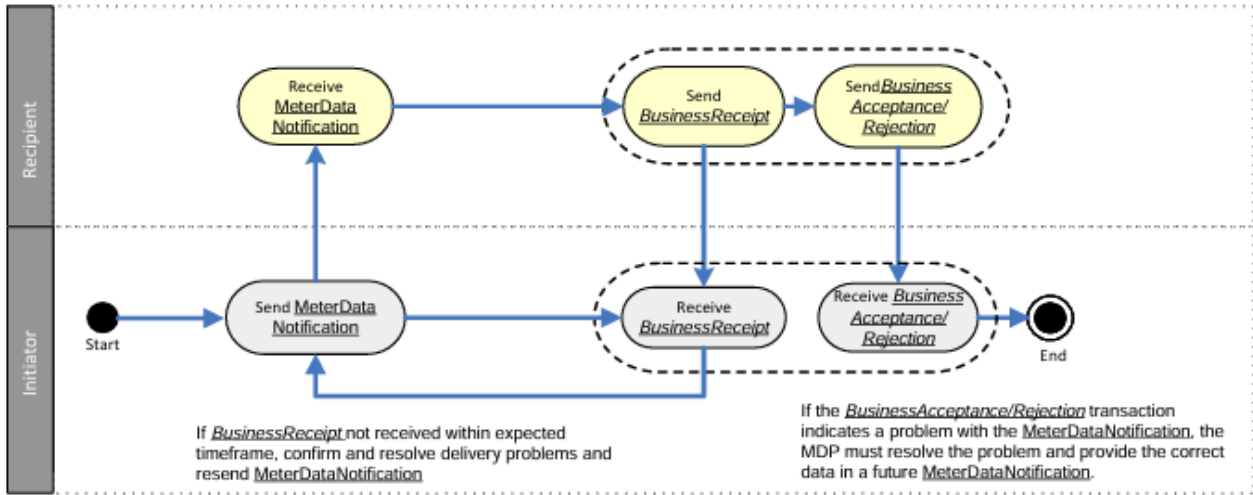 Recipient
Receive
MeterData
Notification
Send
BusinessReceipt
SendBusiness
Acceptance/
Rejection
Initiator
Start
Send MeterData
Notification
Receive
BusinessReceipt
Receive Business
Acceptance/
Rejection
End
If BusinessReceipt not received within expected
timeframe, confirm and resolve delivery problems and
resend MeterDataNotification
If the BusinessAcceptance/Rejection transaction
indicates a problem with the MeterDataNotification, the
MDP must resolve the problem and provide the correct
data in a future MeterDataNotification.